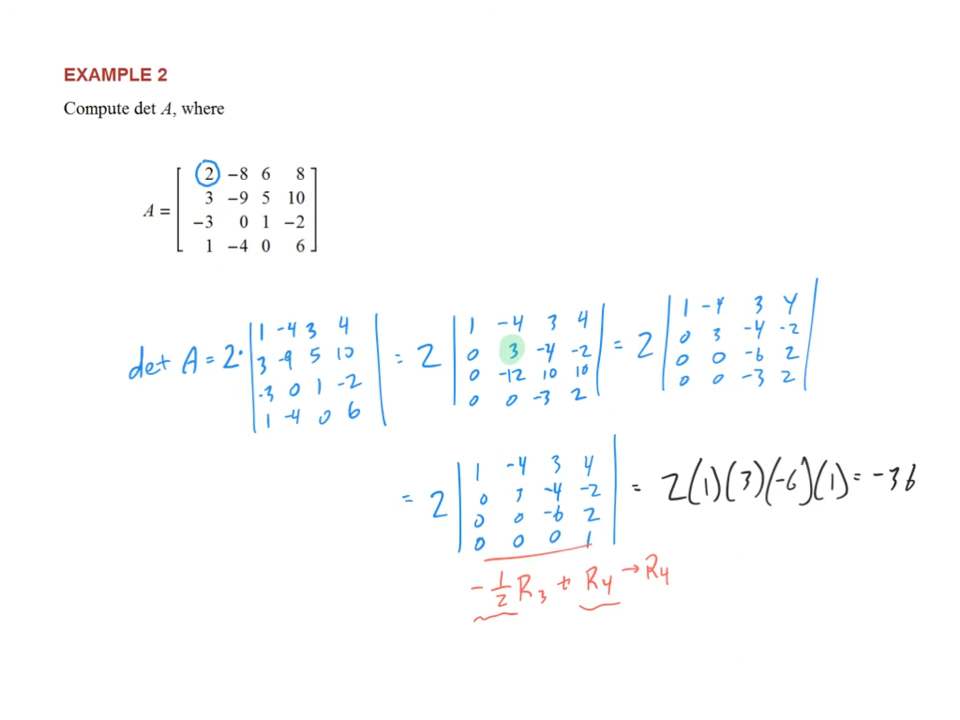 EXAMPLE 2
Compute det A, where
A =
2 −8 6 8
3 −9 5 10
−3 0 1 −2
1 −4 0 6
det A = 2·
1 -4 3 4
3 -9 5 10
-3 0 1 -2
1 -4 0 6
= 2
1 -4 3 4
0 3 -4 -2
0 -12 10 10
0 0 -3 2
= 2
1 -4 3 4
0 3 -4 -2
0 0 -6 2
0 0 -3 2
= 2
1 -4 3 4
0 3 -4 -2
0 0 -6 2
0 0 0 1
= 2(1)(3)(-6)(1) = -36
-1/2 R3 + R4 → R4